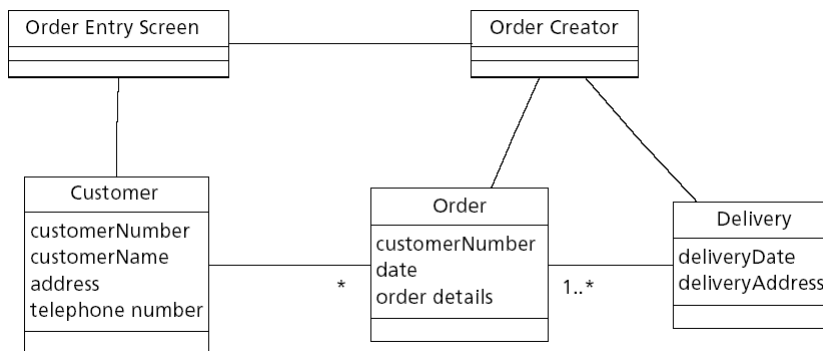 Order Entry Screen
Order Creator
Customer
customerNumber
customerName
address
telephone number
*
Order
customerNumber
date
order details
1..*
Delivery
deliveryDate
deliveryAddress